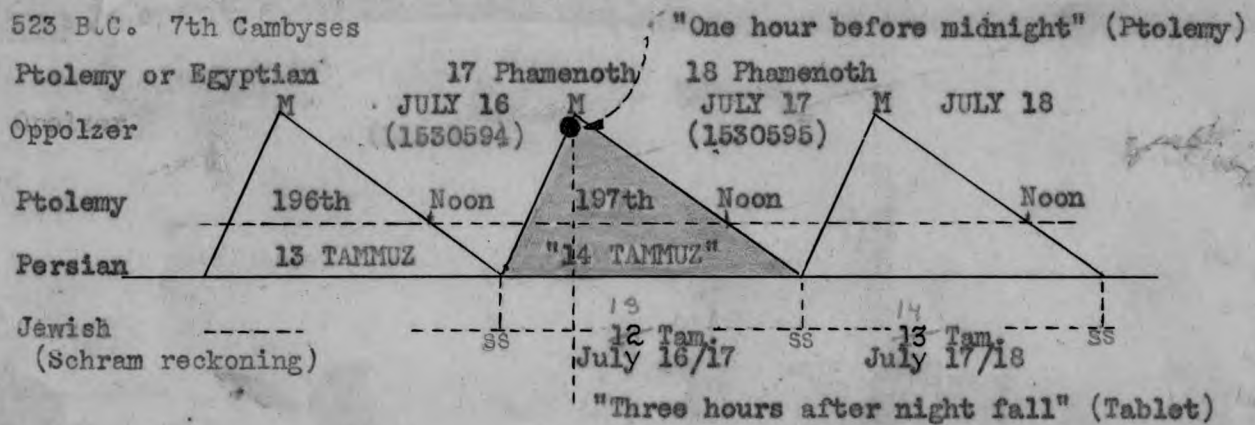 523 B.C. 7th Cambyses "One hour before midnight" (Ptolemy)
Ptolemy or Egyptian 17 Phamenoth 18 Phamenoth
M JULY 16 M JULY 17 M JULY 18
Oppolzer (1530594) (1530595)
Ptolemy 196th Noon 197th Noon Noon
Persian 13 TAMMUZ "14 TAMMUZ"
13 14
Jewish SS 12 Tam. SS 13 Tam. SS
(Schram reckoning) July 16/17 July 17/18
"Three hours after night fall" (Tablet)